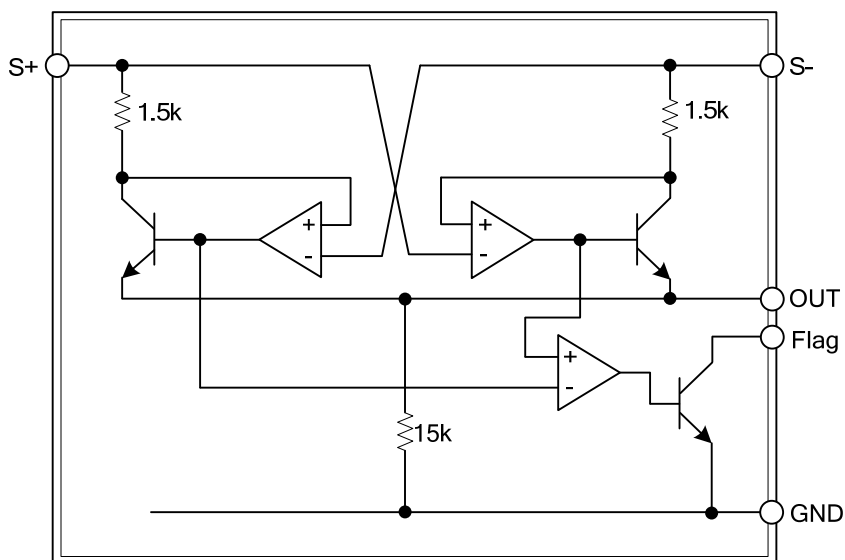 S+
S-
1.5k
1.5k
+
-
+
-
OUT
Flag
+
-
15k
GND